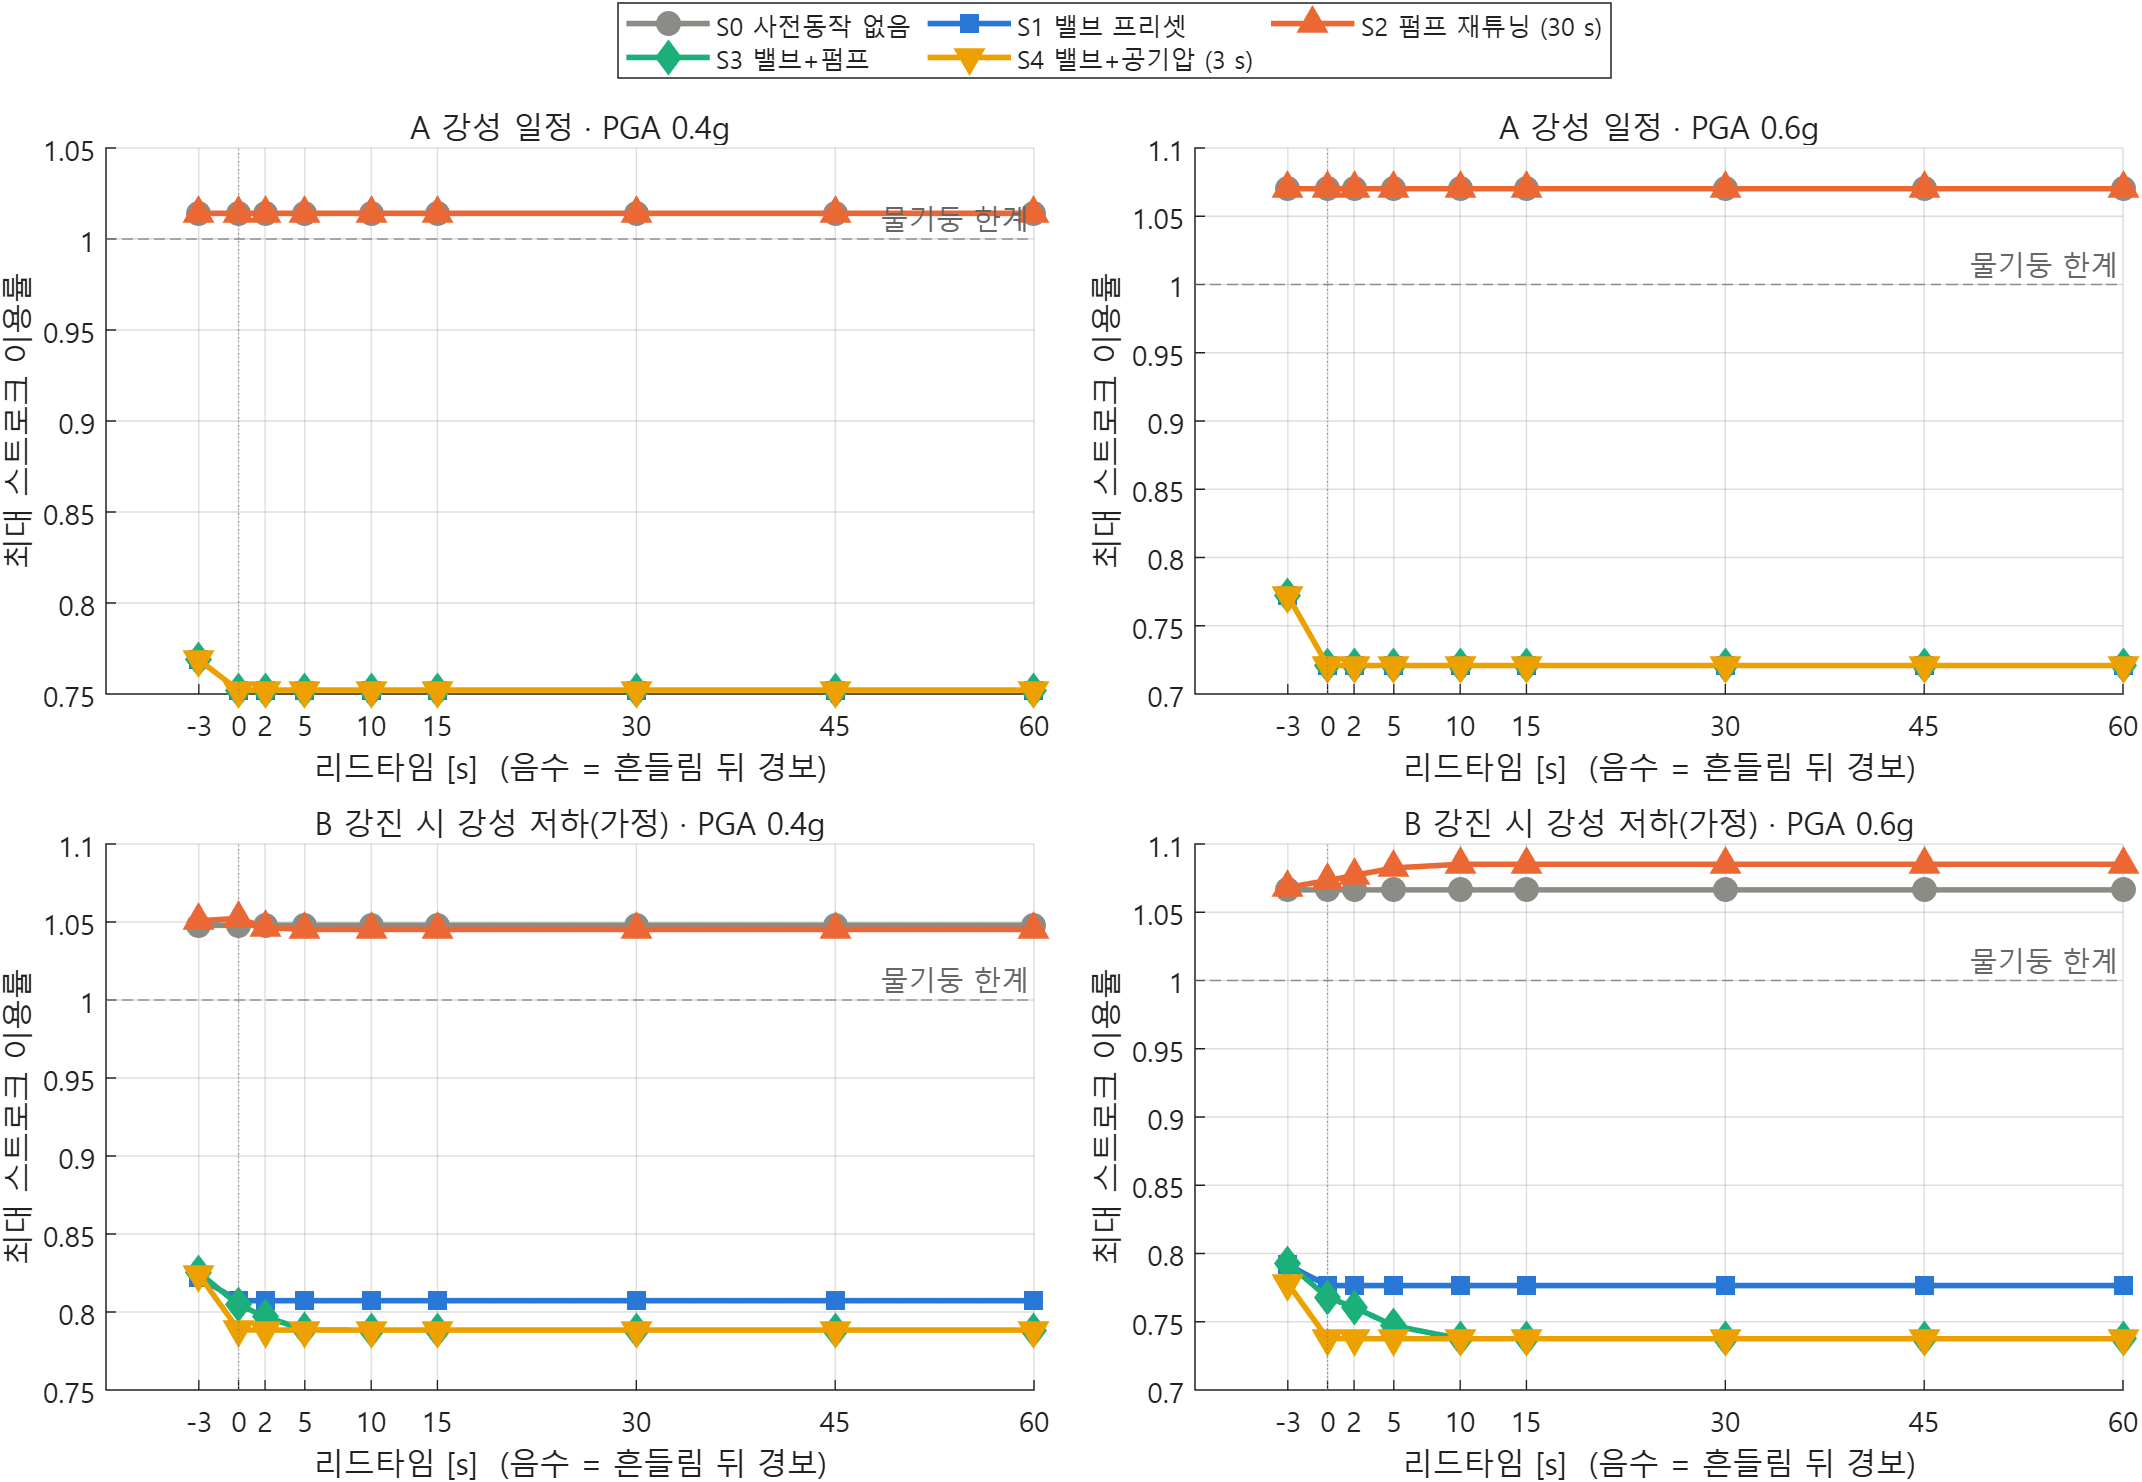 S0 사전동작 없음
S1 밸브 프리셋
S2 펌프 재튜닝 (30 s)
S3 밸브+펌프
S4 밸브+공기압 (3 s)
A 강성 일정 · PGA 0.4g
최대 스트로크 이용률
1.05
1
0.95
0.9
0.85
0.8
0.75
물기둥 한계
-3 0 2 5 10 15 30 45 60
리드타임 [s] (음수 = 흔들림 뒤 경보)
A 강성 일정 · PGA 0.6g
최대 스트로크 이용률
1.1
1.05
1
0.95
0.9
0.85
0.8
0.75
0.7
물기둥 한계
-3 0 2 5 10 15 30 45 60
리드타임 [s] (음수 = 흔들림 뒤 경보)
B 강진 시 강성 저하(가정) · PGA 0.4g
최대 스트로크 이용률
1.1
1.05
1
0.95
0.9
0.85
0.8
0.75
물기둥 한계
-3 0 2 5 10 15 30 45 60
리드타임 [s] (음수 = 흔들림 뒤 경보)
B 강진 시 강성 저하(가정) · PGA 0.6g
최대 스트로크 이용률
1.1
1.05
1
0.95
0.9
0.85
0.8
0.75
0.7
물기둥 한계
-3 0 2 5 10 15 30 45 60
리드타임 [s] (음수 = 흔들림 뒤 경보)